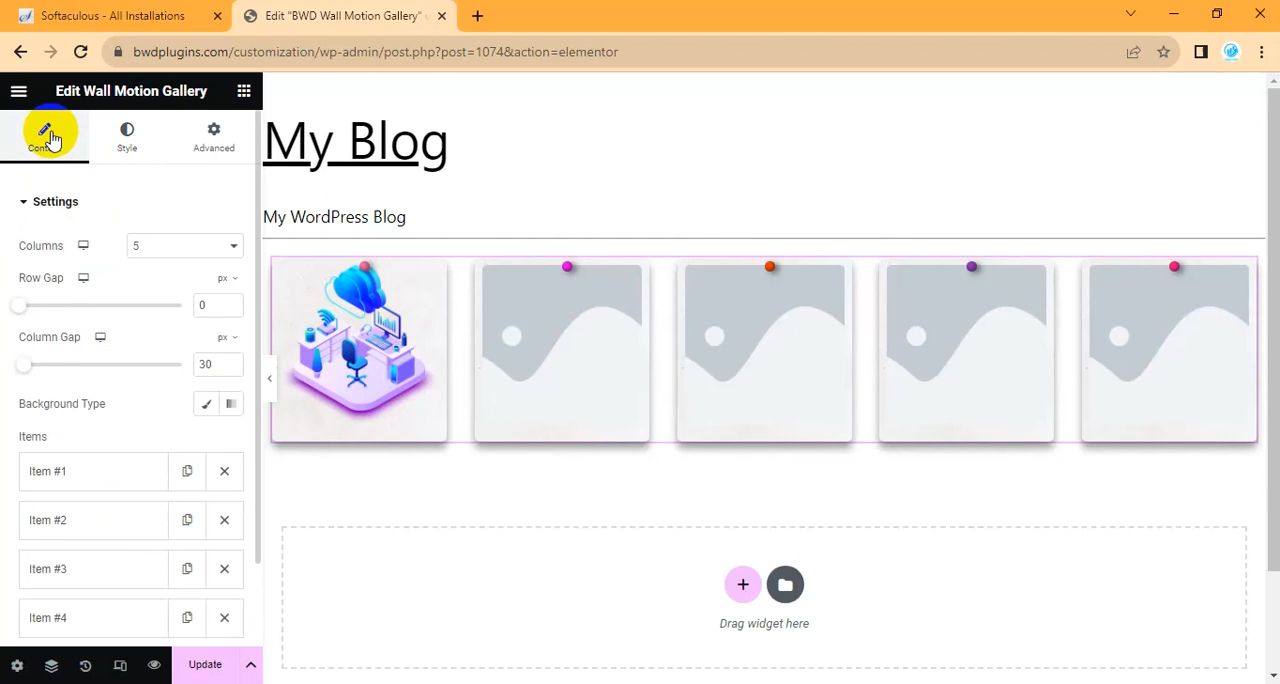 Softaculous - All Installations
Edit "BWD Wall Motion Gallery"
bwdplugins.com/customization/wp-admin/post.php?post=1074&action=elementor
Edit Wall Motion Gallery
Style
Advanced
Settings
Columns 5
Row Gap px
0
Column Gap px
30
Background Type
Items
Item #1
Item #2
Item #3
Item #4
Update
My Blog
My WordPress Blog
Drag widget here